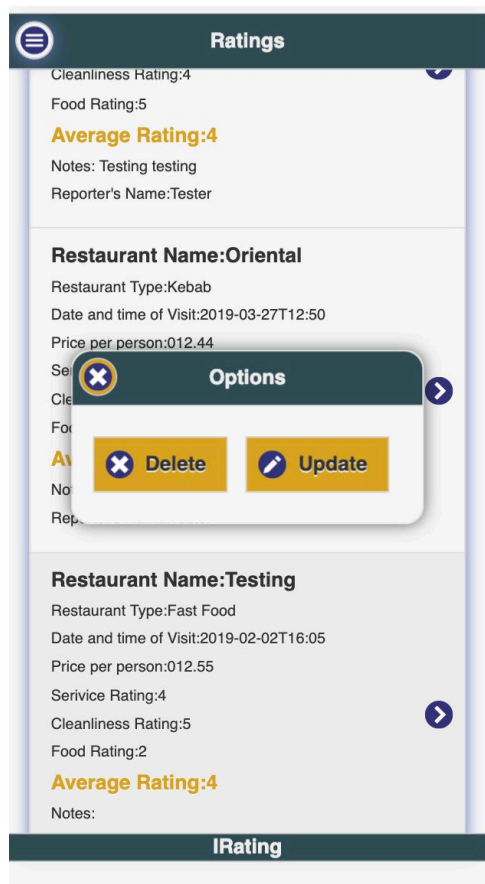 Ratings
Cleanliness Rating:4
Food Rating:5
Average Rating:4
Notes: Testing testing
Reporter's Name:Tester
Restaurant Name:Oriental
Restaurant Type:Kebab
Date and time of Visit:2019-03-27T12:50
Price per person:012.44
Options
Delete
Update
Restaurant Name:Testing
Restaurant Type:Fast Food
Date and time of Visit:2019-02-02T16:05
Price per person:012.55
Serivice Rating:4
Cleanliness Rating:5
Food Rating:2
Average Rating:4
Notes:
IRating